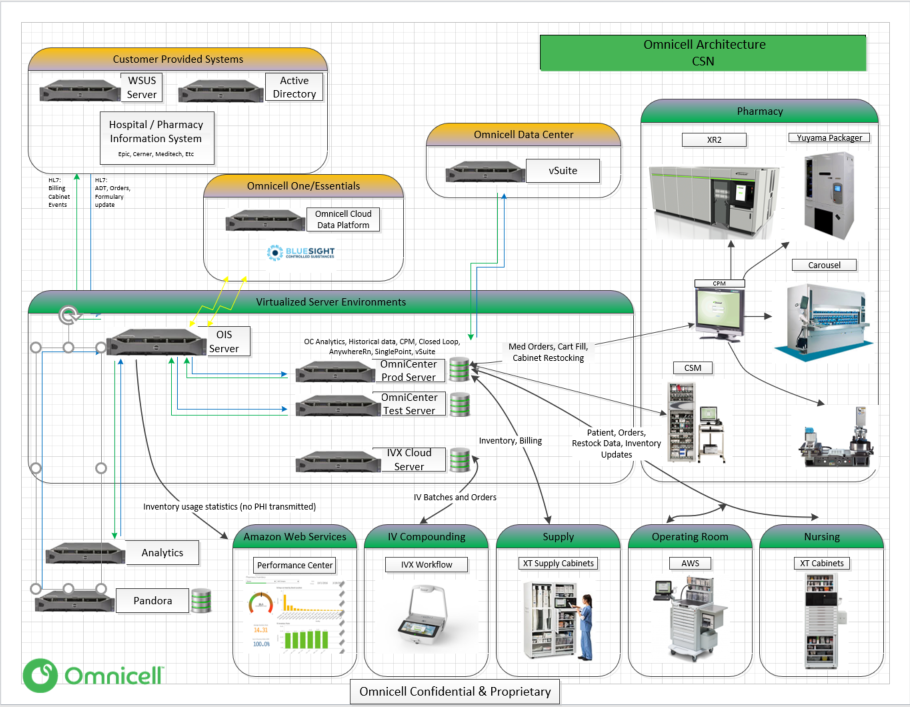 Omnicell Architecture
CSN
Customer Provided Systems
WSUS
Server
Active
Directory
Hospital / Pharmacy
Information System
Epic, Cerner, Meditech, Etc
HL7:
Billing
Cabinet
Events
HL7:
ADT, Orders,
Formulary
update
Omnicell One/Essentials
Omnicell Cloud
Data Platform
BLUESIGHT
CONTROLLED SUBSTANCES
Omnicell Data Center
vSuite
Pharmacy
XR2
Yuyama Packager
Carousel
CPM
CSM
Virtualized Server Environments
OIS
Server
OC Analytics, Historical data, CPM, Closed Loop,
AnywhereRn, SinglePoint, vSuite
OmniCenter
Prod Server
OmniCenter
Test Server
IVX Cloud
Server
Med Orders, Cart Fill,
Cabinet Restocking
Patient, Orders,
Restock Data, Inventory
Updates
Inventory, Billing
IV Batches and Orders
Inventory usage statistics (no PHI transmitted)
Analytics
Pandora
Amazon Web Services
Performance Center
IV Compounding
IVX Workflow
Supply
XT Supply Cabinets
Operating Room
AWS
Nursing
XT Cabinets
Omnicell
Omnicell Confidential & Proprietary